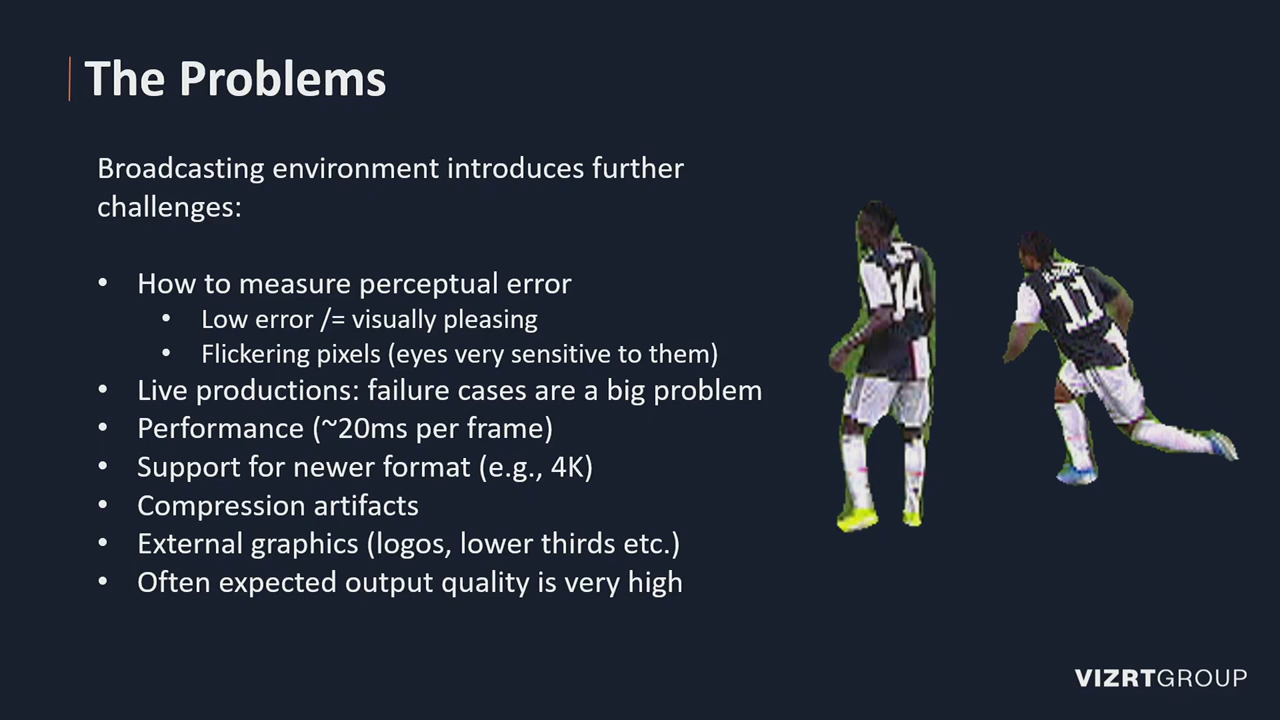 The Problems
Broadcasting environment introduces further
challenges:
• How to measure perceptual error
• Low error /= visually pleasing
• Flickering pixels (eyes very sensitive to them)
• Live productions: failure cases are a big problem
• Performance (~20ms per frame)
• Support for newer format (e.g., 4K)
• Compression artifacts
• External graphics (logos, lower thirds etc.)
• Often expected output quality is very high
14
11
VIZRTGROUP